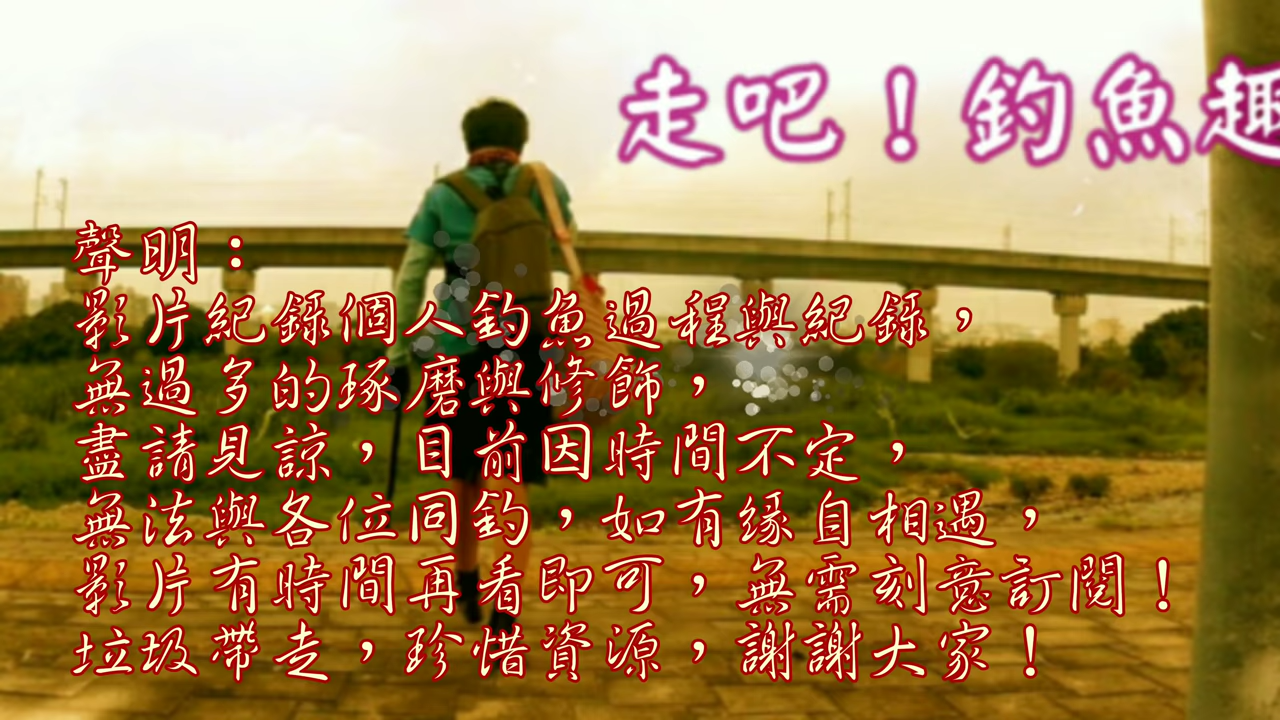 走吧！釣魚趣
聲明：
影片紀錄個人釣魚過程與紀錄，
無過多的琢磨與修飾，
盡請見諒，目前因時間不定，
無法與各位同釣，如有緣自相遇，
影片有時間再看即可，無需刻意訂閱！
垃圾帶走，珍惜資源，謝謝大家！